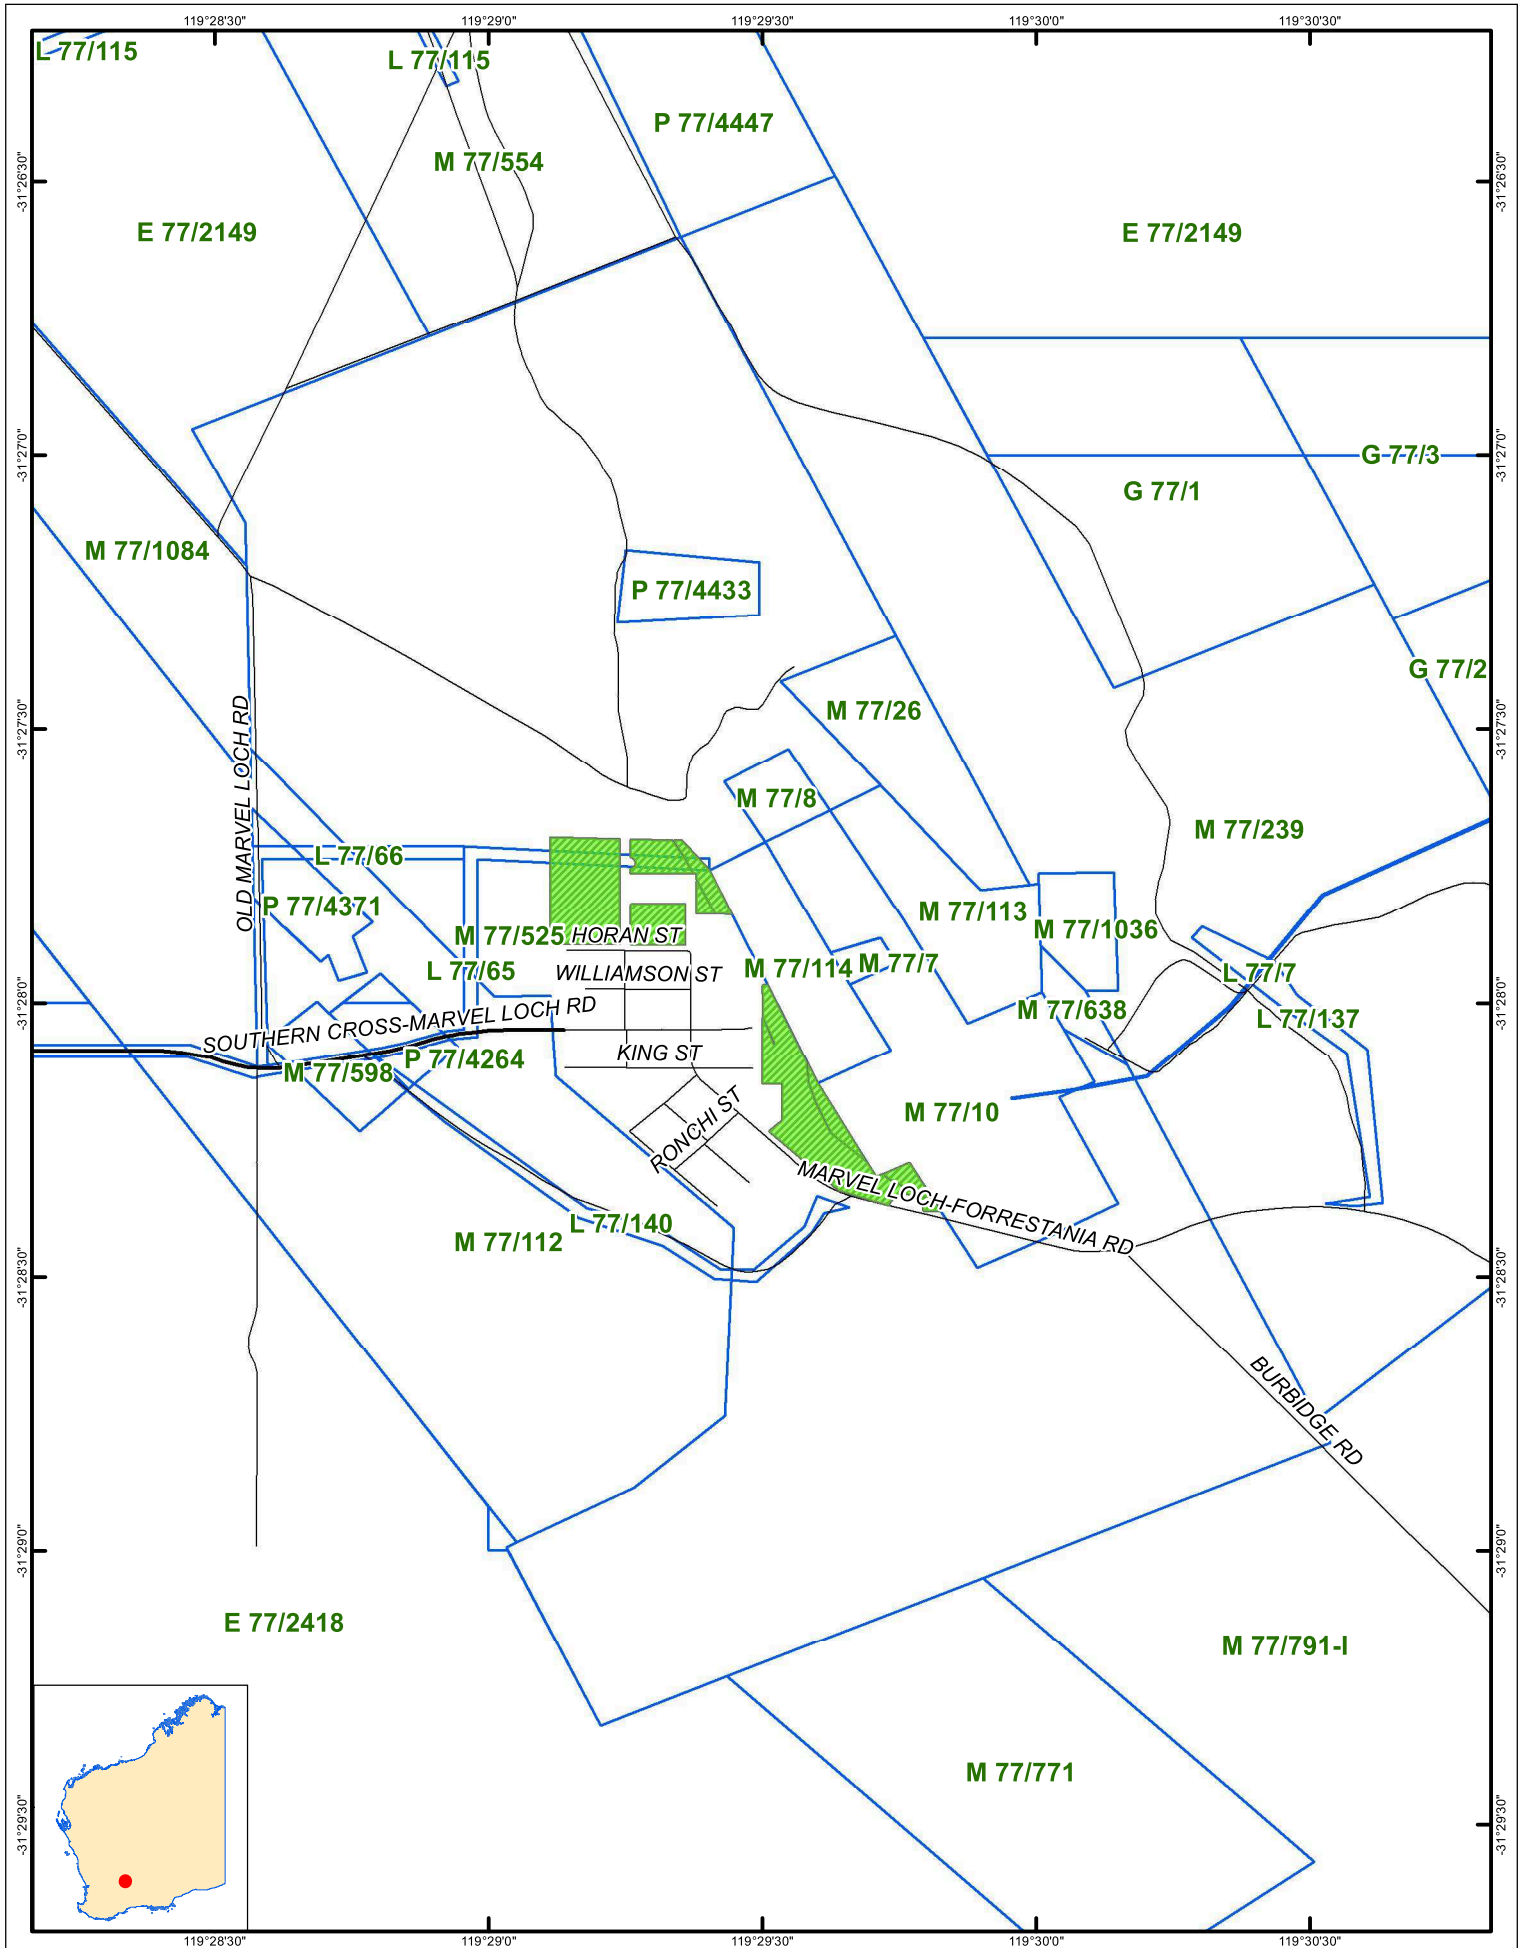 119°28'30"
119°29'0"
119°29'30"
119°30'0"
119°30'30"
L 77/115
L 77/115
P 77/4447
M 77/554
-31°26'30"
-31°26'30"
E 77/2149
E 77/2149
-31°27'0"
-31°27'0"
G 77/3
G 77/1
M 77/1084
P 77/4433
G 77/2
M 77/26
-31°27'30"
-31°27'30"
OLD MARVEL LOCH RD
M 77/8
M 77/239
L 77/66
P 77/4371
M 77/113
M 77/1036
M 77/525
HORAN ST
L 77/65
WILLIAMSON ST
M 77/114
M 77/7
L 77/7
-31°28'0"
-31°28'0"
M 77/638
L 77/137
SOUTHERN CROSS-MARVEL LOCH RD
KING ST
P 77/4264
M 77/598
M 77/10
RONCHI ST
MARVEL LOCH-FORRESTANIA RD
L 77/140
M 77/112
-31°28'30"
-31°28'30"
BURBIDGE RD
-31°29'0"
-31°29'0"
E 77/2418
M 77/791-I
M 77/771
-31°29'30"
-31°29'30"
119°28'30"
119°29'0"
119°29'30"
119°30'0"
119°30'30"